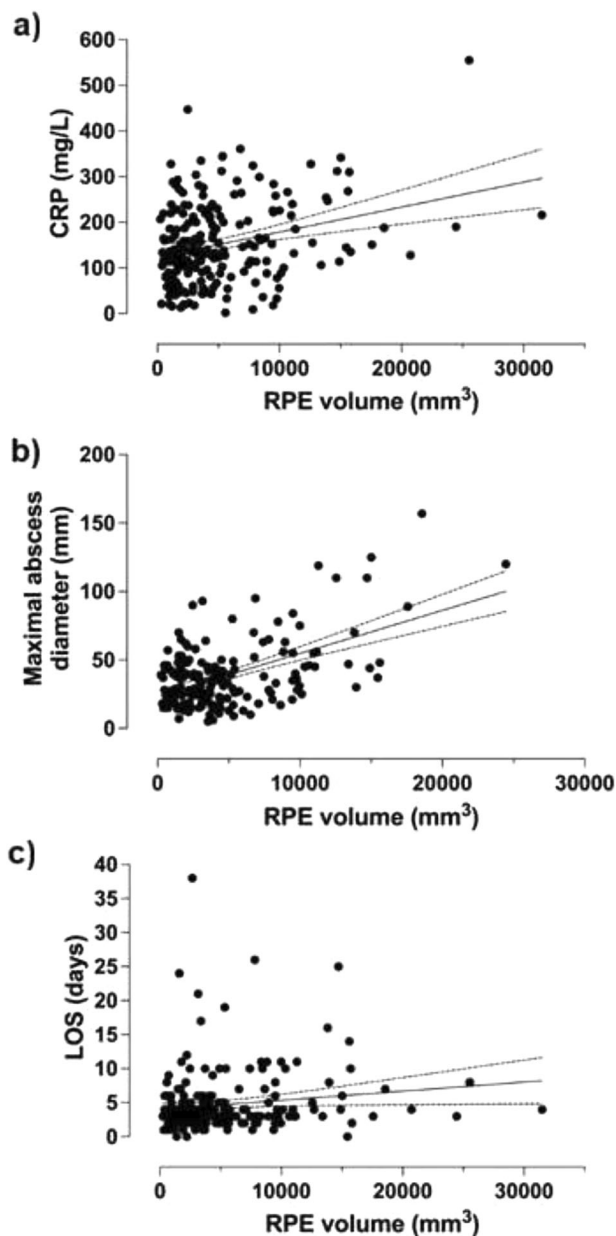 a)
600
500
400
300
200
100
0
CRP (mg/L)
0 10000 20000 30000
RPE volume (mm³)
b)
200
150
100
50
0
Maximal abscess
diameter (mm)
0 10000 20000 30000
RPE volume (mm³)
c)
40
35
30
25
20
15
10
5
0
LOS (days)
0 10000 20000 30000
RPE volume (mm³)